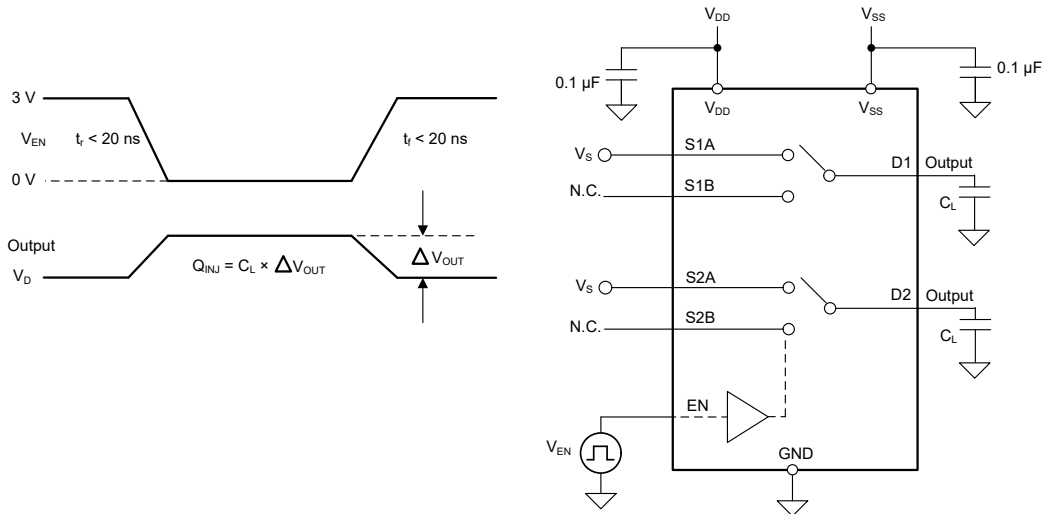 3 V
V_EN
t_r < 20 ns
t_f < 20 ns
0 V
Output
V_D
Q_INJ = C_L × Δ V_OUT
Δ V_OUT
V_DD
V_SS
0.1 µF
0.1 µF
V_DD
V_SS
V_S
S1A
D1
Output
N.C.
S1B
C_L
V_S
S2A
D2
Output
N.C.
S2B
C_L
EN
V_EN
GND